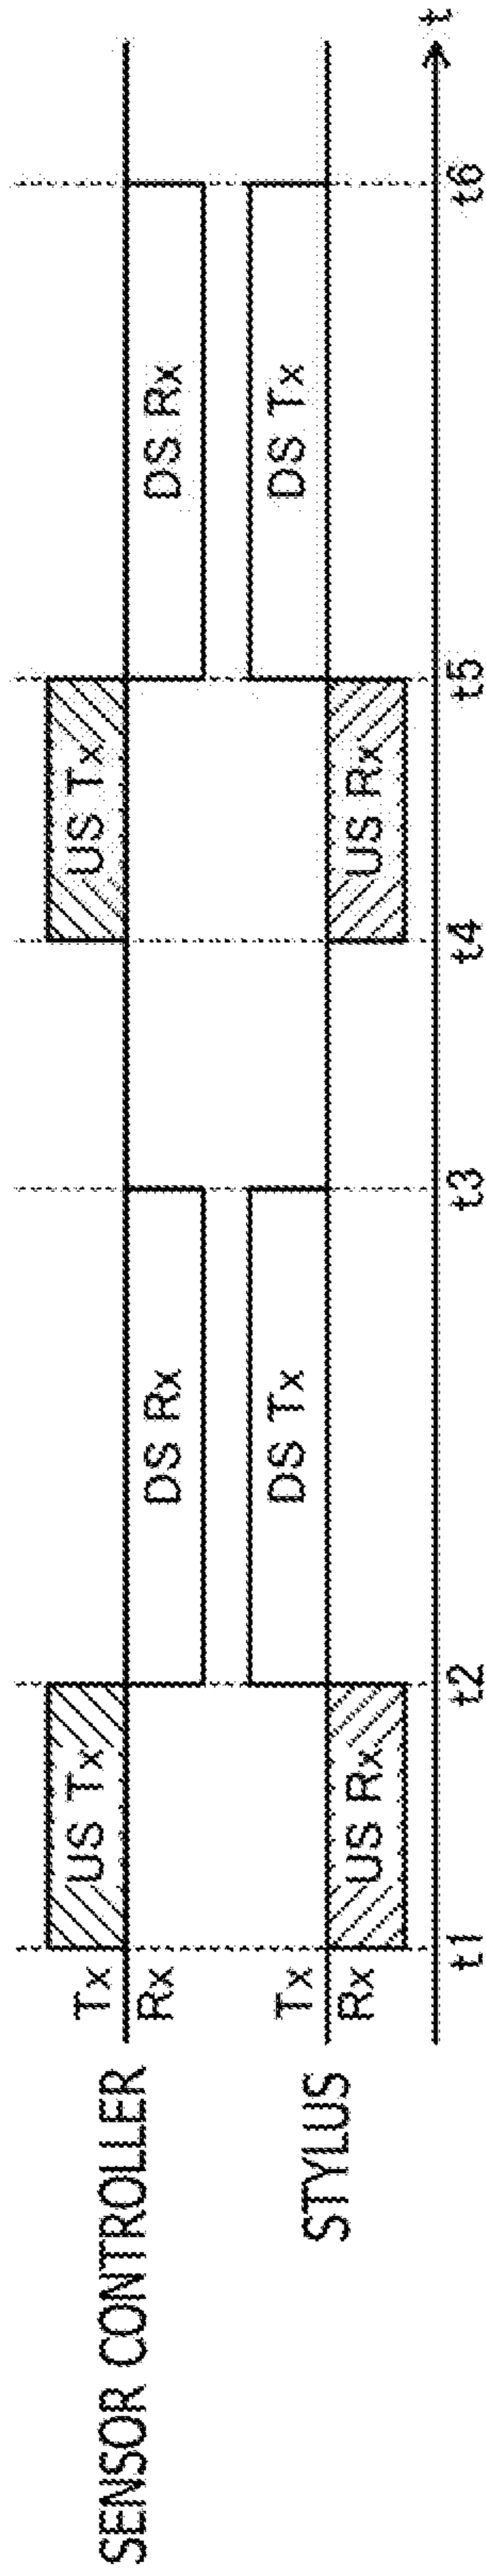 SENSOR CONTROLLER
Tx
Rx
US Tx
DS Rx
US Tx
DS Rx
STYLUS
Tx
Rx
US Rx
DS Tx
US Rx
DS Tx
t1 t2 t3 t4 t5 t6 t